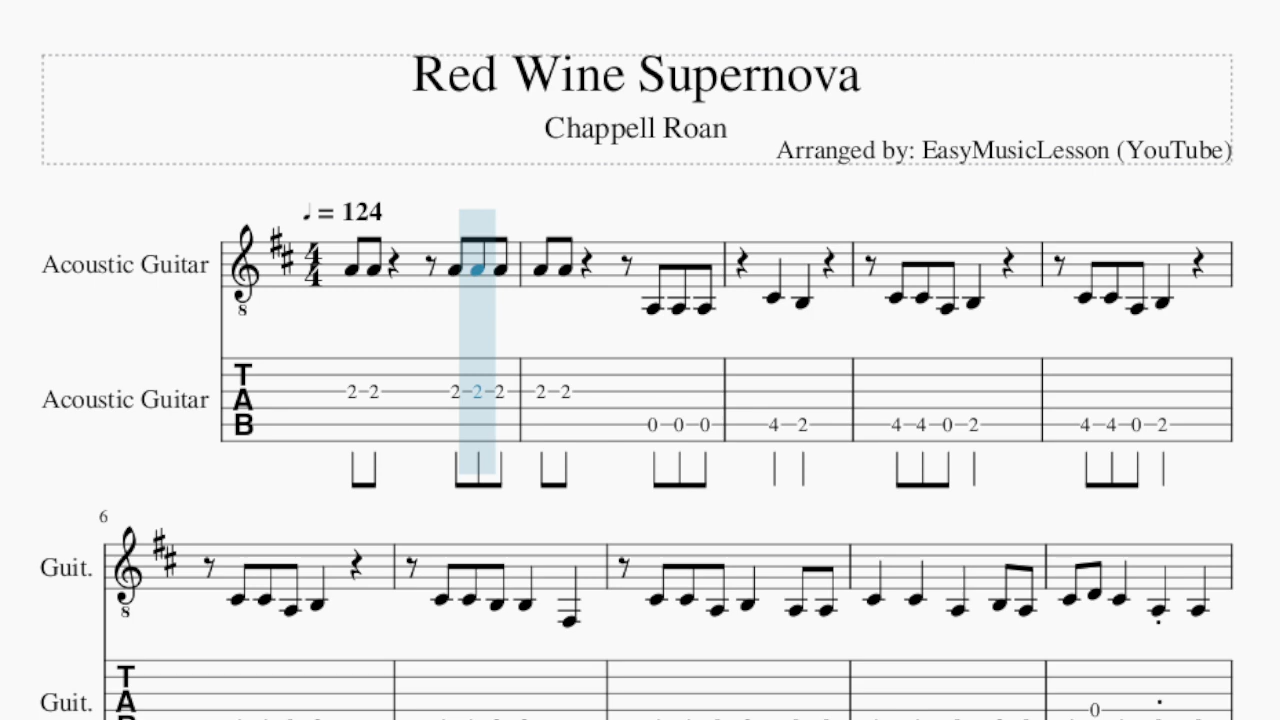 Red Wine Supernova
Chappell Roan
Arranged by: EasyMusicLesson (YouTube)
♩ = 124
Acoustic Guitar 4 4
8
Acoustic Guitar T A B
2 2 2 2 2 2 2 0 0 0 4 2 4 4 0 2 4 4 0 2
6
Guit.
8
Guit. T A
0